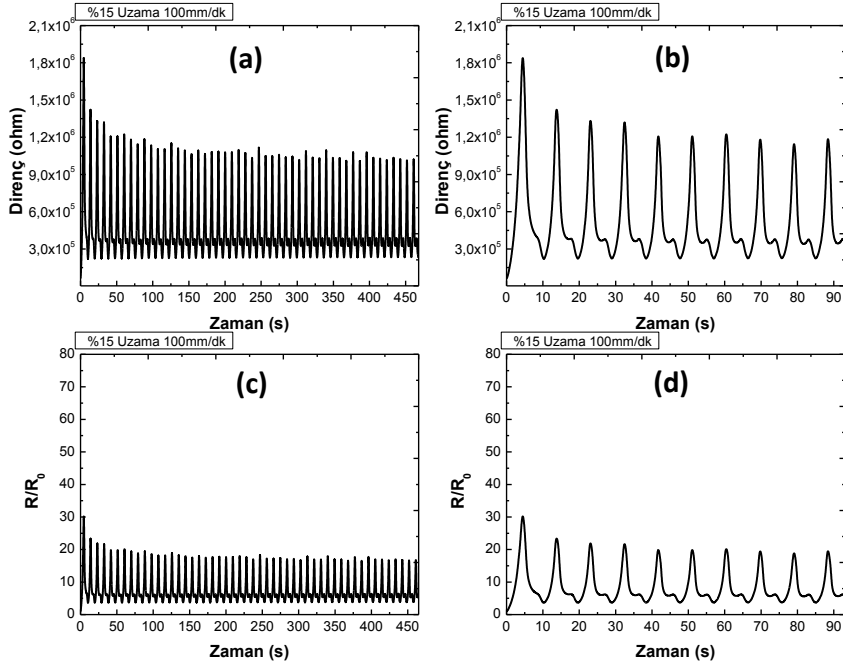 %15 Uzama 100mm/dk
(a)
Direnç (ohm)
2,1x10⁶
1,8x10⁶
1,5x10⁶
1,2x10⁶
9,0x10⁵
6,0x10⁵
3,0x10⁵
0 50 100 150 200 250 300 350 400 450
Zaman (s)
%15 Uzama 100mm/dk
(b)
Direnç (ohm)
2,1x10⁶
1,8x10⁶
1,5x10⁶
1,2x10⁶
9,0x10⁵
6,0x10⁵
3,0x10⁵
0 10 20 30 40 50 60 70 80 90
Zaman (s)
%15 Uzama 100mm/dk
(c)
R/R₀
80
70
60
50
40
30
20
10
0
0 50 100 150 200 250 300 350 400 450
Zaman (s)
%15 Uzama 100mm/dk
(d)
R/R₀
80
70
60
50
40
30
20
10
0
0 10 20 30 40 50 60 70 80 90
Zaman (s)